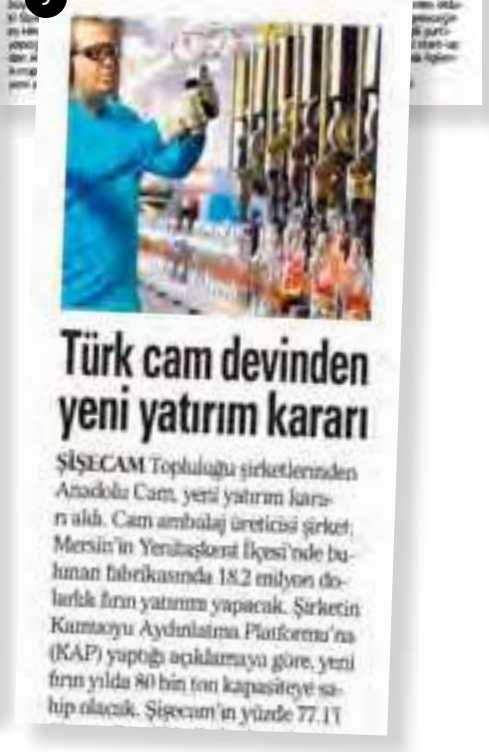 Türk cam devinden
yeni yatırım kararı
ŞİŞECAM Topluluğu şirketlerinden
Anadolu Cam, yeni yatırım kara-
rı aldı. Cam ambalaj üreticisi şirket;
Mersin'in Yenitaşkent İlçesi'nde bu-
lunan fabrikasında 18.2 milyon do-
larlık fırın yatırımı yapacak. Şirketin
Kamuoyu Aydınlatma Platformu'na
(KAP) yaptığı açıklamaya göre, yeni
fırın yılda 80 bin ton kapasiteye sa-
hip olacak. Şişecam'ın yüzde